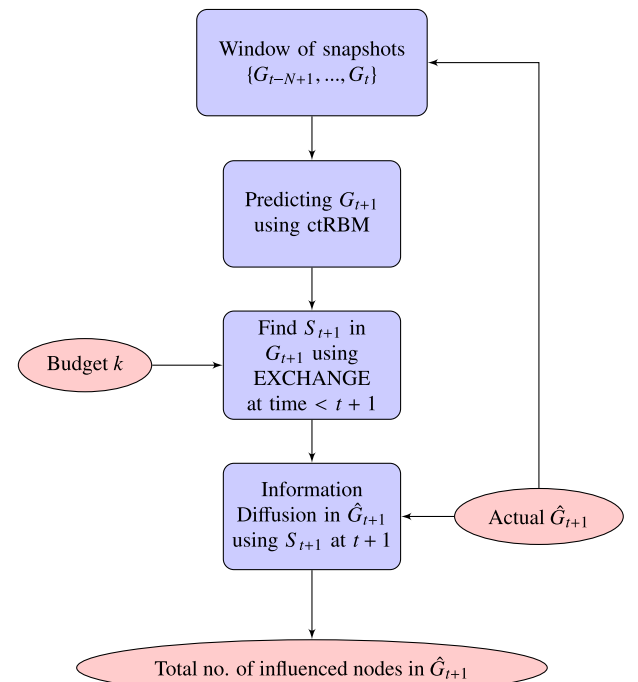 Window of snapshots
{G_{t−N+1}, ..., G_t}
Predicting G_{t+1}
using ctRBM
Find S_{t+1} in
G_{t+1} using
EXCHANGE
at time < t + 1
Budget k
Information
Diffusion in Ĝ_{t+1}
using S_{t+1} at t + 1
Actual Ĝ_{t+1}
Total no. of influenced nodes in Ĝ_{t+1}